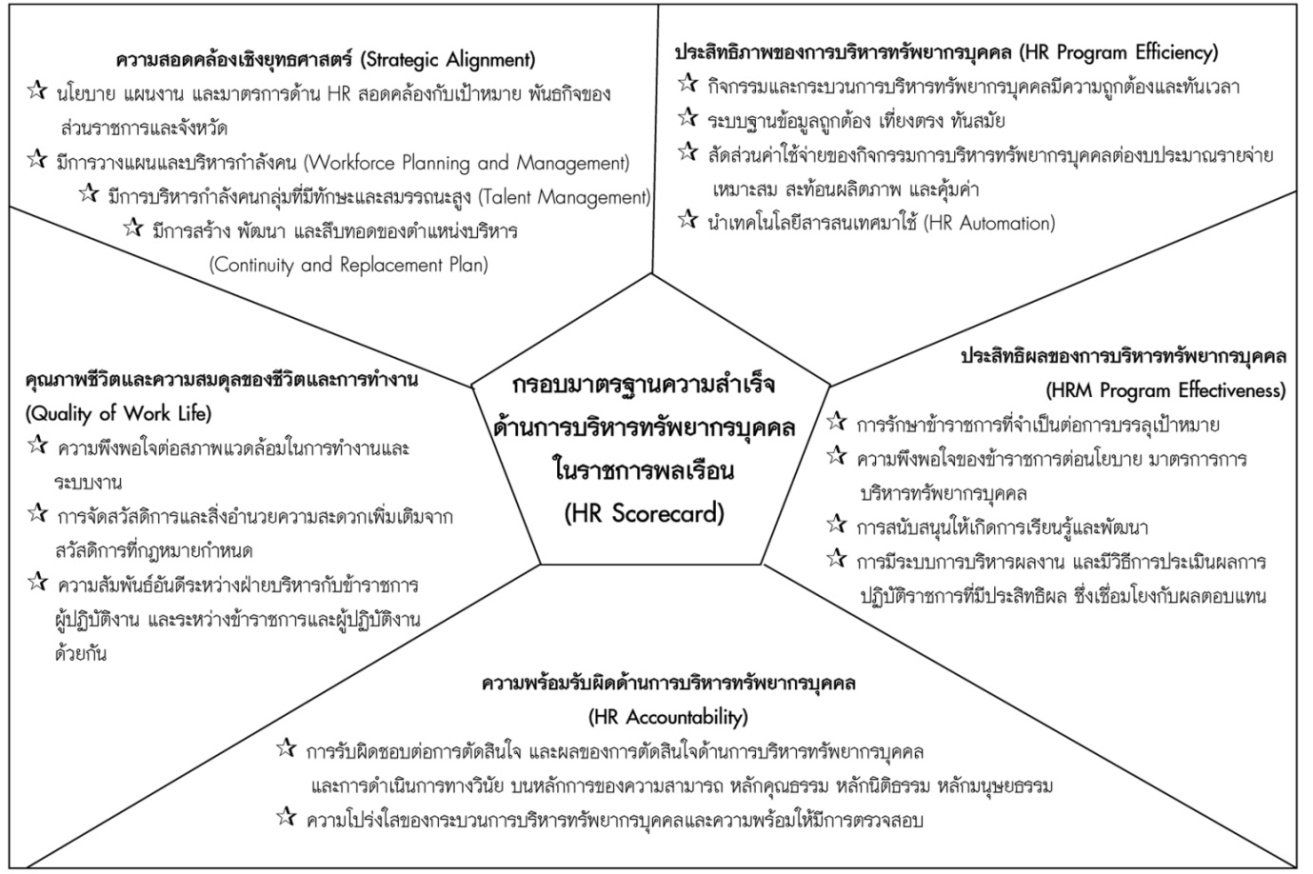 ความสอดคล้องเชิงยุทธศาสตร์ (Strategic Alignment)
☆ นโยบาย แผนงาน และมาตรการด้าน HR สอดคล้องกับเป้าหมาย พันธกิจของ
ส่วนราชการและจังหวัด
☆ มีการวางแผนและบริหารกำลังคน (Workforce Planning and Management)
☆ มีการบริหารกำลังคนกลุ่มที่มีทักษะและสมรรถนะสูง (Talent Management)
☆ มีการสร้าง พัฒนา และสืบทอดของตำแหน่งบริหาร
(Continuity and Replacement Plan)
ประสิทธิภาพของการบริหารทรัพยากรบุคคล (HR Program Efficiency)
☆ กิจกรรมและกระบวนการบริหารทรัพยากรบุคคลมีความถูกต้องและทันเวลา
☆ ระบบฐานข้อมูลถูกต้อง เที่ยงตรง ทันสมัย
☆ สัดส่วนค่าใช้จ่ายของกิจกรรมการบริหารทรัพยากรบุคคลต่องบประมาณรายจ่าย
เหมาะสม สะท้อนผลิตภาพ และคุ้มค่า
☆ นำเทคโนโลยีสารสนเทศมาใช้ (HR Automation)
คุณภาพชีวิตและความสมดุลของชีวิตและการทำงาน
(Quality of Work Life)
☆ ความพึงพอใจต่อสภาพแวดล้อมในการทำงานและ
ระบบงาน
☆ การจัดสวัสดิการและสิ่งอำนวยความสะดวกเพิ่มเติมจาก
สวัสดิการที่กฎหมายกำหนด
☆ ความสัมพันธ์อันดีระหว่างฝ่ายบริหารกับข้าราชการ
ผู้ปฏิบัติงาน และระหว่างข้าราชการและผู้ปฏิบัติงาน
ด้วยกัน
กรอบมาตรฐานความสำเร็จ
ด้านการบริหารทรัพยากรบุคคล
ในราชการพลเรือน
(HR Scorecard)
ประสิทธิผลของการบริหารทรัพยากรบุคคล
(HRM Program Effectiveness)
☆ การรักษาข้าราชการที่จำเป็นต่อการบรรลุเป้าหมาย
☆ ความพึงพอใจของข้าราชการต่อนโยบาย มาตรการการ
บริหารทรัพยากรบุคคล
☆ การสนับสนุนให้เกิดการเรียนรู้และพัฒนา
☆ การมีระบบการบริหารผลงาน และมีวิธีการประเมินผลการ
ปฏิบัติราชการที่มีประสิทธิผล ซึ่งเชื่อมโยงกับผลตอบแทน
ความพร้อมรับผิดด้านการบริหารทรัพยากรบุคคล
(HR Accountability)
☆ การรับผิดชอบต่อการตัดสินใจ และผลของการตัดสินใจด้านการบริหารทรัพยากรบุคคล
และการดำเนินการทางวินัย บนหลักการของความสามารถ หลักคุณธรรม หลักนิติธรรม หลักมนุษยธรรม
☆ ความโปร่งใสของกระบวนการบริหารทรัพยากรบุคคลและความพร้อมให้มีการตรวจสอบ